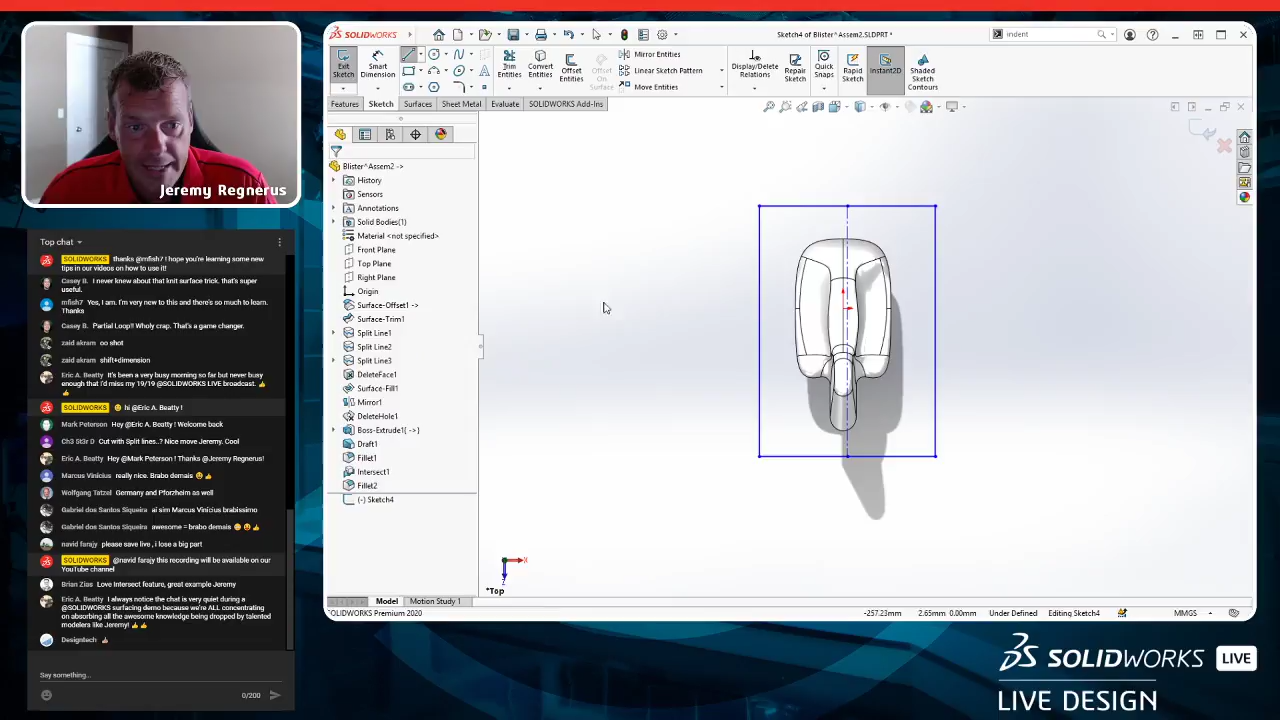 Jeremy Regnerus
Top chat
SOLIDWORKS thanks @mfish7! hope you're learning some new
tips in our videos on how to use it!
Casey B. I never knew about that knit surface trick. that's super
useful.
mfish7 Yes, I am. I'm very new to this and there's so much to learn.
Thanks
Casey B. Partial Loop!! Wholy crap. That's a game changer.
zaid akram oo shot
zaid akram shift+dimension
Eric A. Beatty It's been a very busy morning so far but never busy
enough that I'd miss my 19/19 @SOLIDWORKS LIVE broadcast.
SOLIDWORKS hi @Eric A. Beatty !
Mark Peterson Hey @Eric A. Beatty ! Welcome back
Ch3 5t3r D Cut with Split lines..? Nice move Jeremy. Cool
Eric A. Beatty Hey @Mark Peterson ! Thanks @Jeremy Regnerus!
Marcus Vinícius really nice. Brabo demais
Wolfgang Tatzel Germany and Pforzheim as well
Gabriel dos Santos Siqueira ai sim Marcus Vinicus brabissimo
Gabriel dos Santos Siqueira awesome = brabo demais
navid farajy please save live , i lose a big part
SOLIDWORKS @navid farajy this recording will be available on our
YouTube channel
Brian Zias Love Intersect feature, great example Jeremy
Eric A. Beatty I always notice the chat is very quiet during a
@SOLIDWORKS surfacing demo because we're ALL concentrating
on absorbing all the awesome knowledge being dropped by talented
modelers like Jeremy!
Designtech
Say something...
0/200
SOLIDWORKS
Sketch4 of Blister^Assem2.SLDPRT *
indent
Exit
Sketch
Smart
Dimension
Trim
Entities
Convert
Entities
Offset
Entities
Offset
On
Surface
Mirror Entities
Linear Sketch Pattern
Move Entities
Display/Delete
Relations
Repair
Sketch
Quick
Snaps
Rapid
Sketch
Instant2D
Shaded
Sketch
Contours
Features
Sketch
Surfaces
Sheet Metal
Evaluate
SOLIDWORKS Add-Ins
Blister^Assem2 ->
History
Sensors
Annotations
Solid Bodies(1)
Material <not specified>
Front Plane
Top Plane
Right Plane
Origin
Surface-Offset1 ->
Surface-Trim1
Split Line1
Split Line2
Split Line3
DeleteFace1
Surface-Fill1
Mirror1
DeleteHole1
Boss-Extrude1( ->)
Draft1
Fillet1
Intersect1
Fillet2
(-) Sketch4
X
Z
*Top
Model
Motion Study 1
SOLIDWORKS Premium 2020
-257.23mm
2.65mm 0.00mm
Under Defined
Editing Sketch4
MMGS
SOLIDWORKS LIVE
LIVE DESIGN